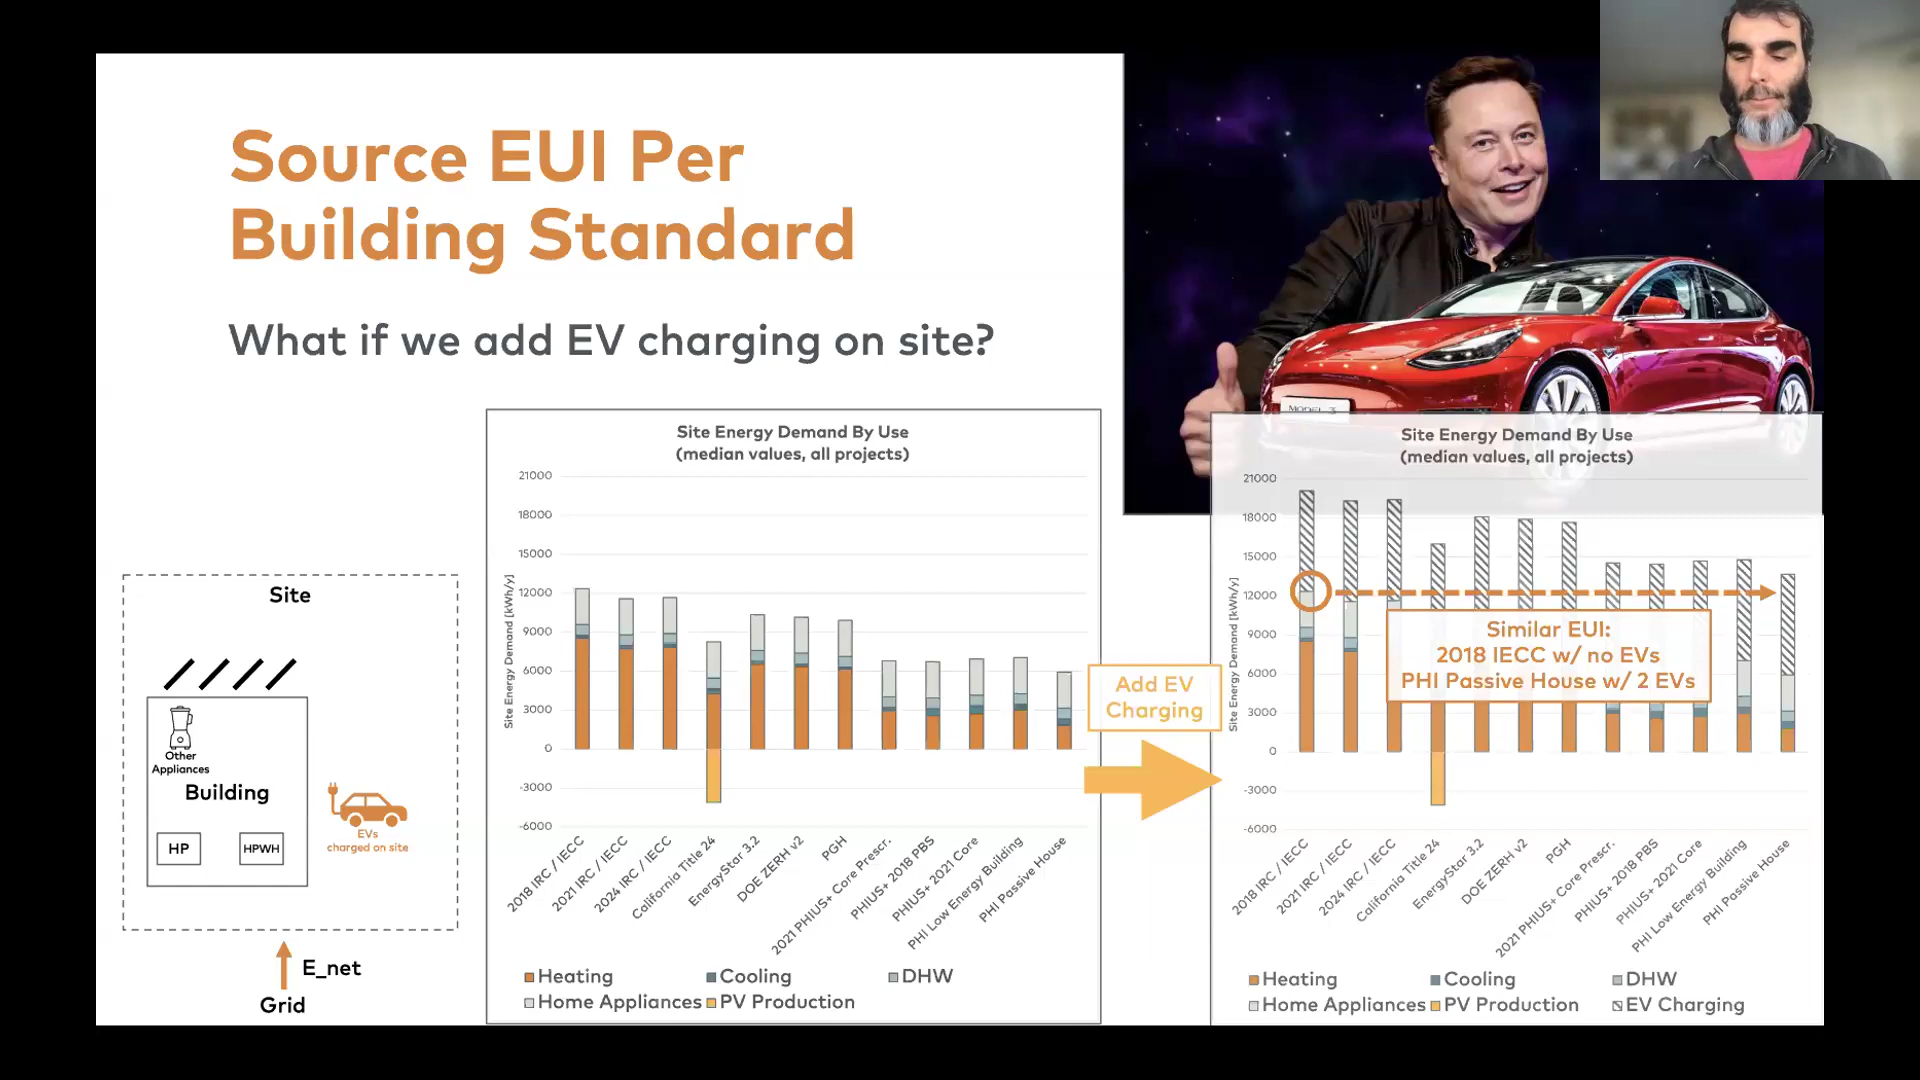 Source EUI Per
Building Standard
What if we add EV charging on site?
MODEL 3
Site
Other
Appliances
Building
HP
HPWH
EVs
charged on site
E_net
Grid
Site Energy Demand By Use
(median values, all projects)
Site Energy Demand [kWh/y]
21000
18000
15000
12000
9000
6000
3000
0
-3000
-6000
2018 IRC / IECC
2021 IRC / IECC
2024 IRC / IECC
California Title 24
EnergyStar 3.2
DOE ZERH v2
PGH
2021 PHIUS+ Core Prescr.
PHIUS+ 2018 PBS
PHIUS+ 2021 Core
PHI Low Energy Building
PHI Passive House
Heating
Cooling
DHW
Home Appliances
PV Production
Add EV
Charging
Site Energy Demand By Use
(median values, all projects)
Site Energy Demand [kWh/y]
21000
18000
15000
12000
9000
6000
3000
0
-3000
-6000
Similar EUI:
2018 IECC w/ no EVs
PHI Passive House w/ 2 EVs
2018 IRC / IECC
2021 IRC / IECC
2024 IRC / IECC
California Title 24
EnergyStar 3.2
DOE ZERH v2
PGH
2021 PHIUS+ Core Prescr.
PHIUS+ 2018 PBS
PHIUS+ 2021 Core
PHI Low Energy Building
PHI Passive House
Heating
Cooling
DHW
Home Appliances
PV Production
EV Charging